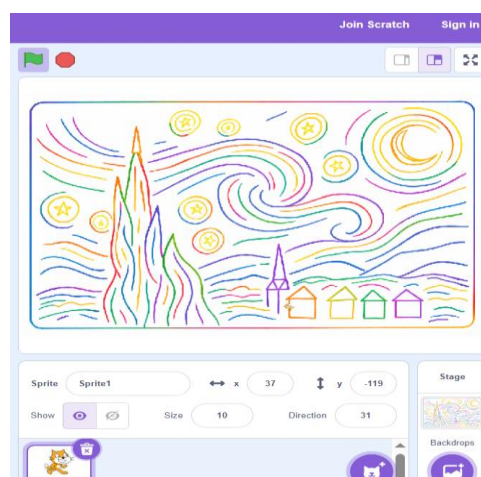 Join Scratch Sign in
Sprite Sprite1 x 37 y -119
Show Size 10 Direction 31
Stage
Backdrops